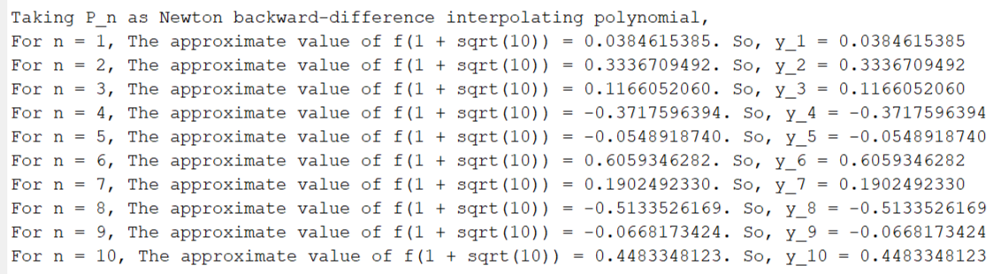 Taking P_n as Newton backward-difference interpolating polynomial,
For n = 1, The approximate value of f(1 + sqrt(10)) = 0.0384615385. So, y_1 = 0.0384615385
For n = 2, The approximate value of f(1 + sqrt(10)) = 0.3336709492. So, y_2 = 0.3336709492
For n = 3, The approximate value of f(1 + sqrt(10)) = 0.1166052060. So, y_3 = 0.1166052060
For n = 4, The approximate value of f(1 + sqrt(10)) = -0.3717596394. So, y_4 = -0.3717596394
For n = 5, The approximate value of f(1 + sqrt(10)) = -0.0548918740. So, y_5 = -0.0548918740
For n = 6, The approximate value of f(1 + sqrt(10)) = 0.6059346282. So, y_6 = 0.6059346282
For n = 7, The approximate value of f(1 + sqrt(10)) = 0.1902492330. So, y_7 = 0.1902492330
For n = 8, The approximate value of f(1 + sqrt(10)) = -0.5133526169. So, y_8 = -0.5133526169
For n = 9, The approximate value of f(1 + sqrt(10)) = -0.0668173424. So, y_9 = -0.0668173424
For n = 10, The approximate value of f(1 + sqrt(10)) = 0.4483348123. So, y_10 = 0.4483348123